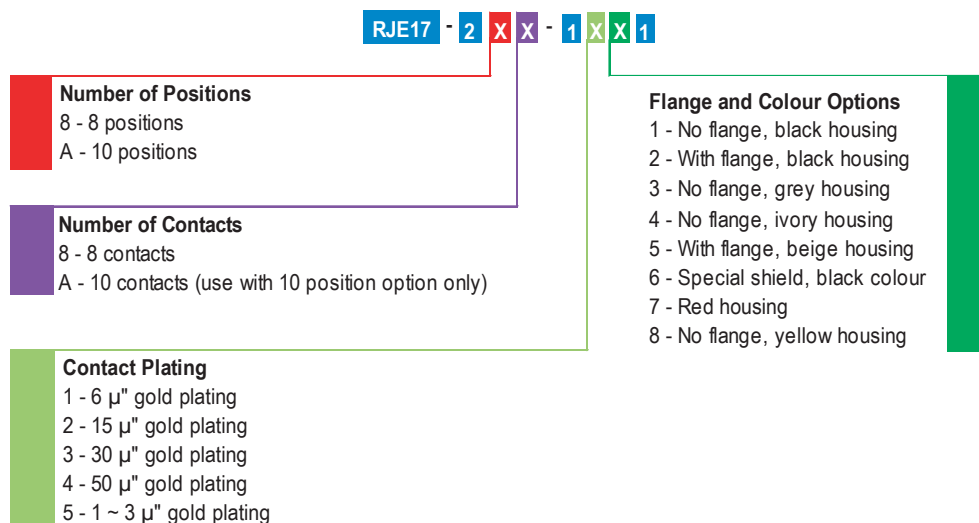 RJE17 - 2 X X - 1 X X 1
Number of Positions
8 - 8 positions
A - 10 positions
Number of Contacts
8 - 8 contacts
A - 10 contacts (use with 10 position option only)
Contact Plating
1 - 6 µ" gold plating
2 - 15 µ" gold plating
3 - 30 µ" gold plating
4 - 50 µ" gold plating
5 - 1 ~ 3 µ" gold plating
Flange and Colour Options
1 - No flange, black housing
2 - With flange, black housing
3 - No flange, grey housing
4 - No flange, ivory housing
5 - With flange, beige housing
6 - Special shield, black colour
7 - Red housing
8 - No flange, yellow housing